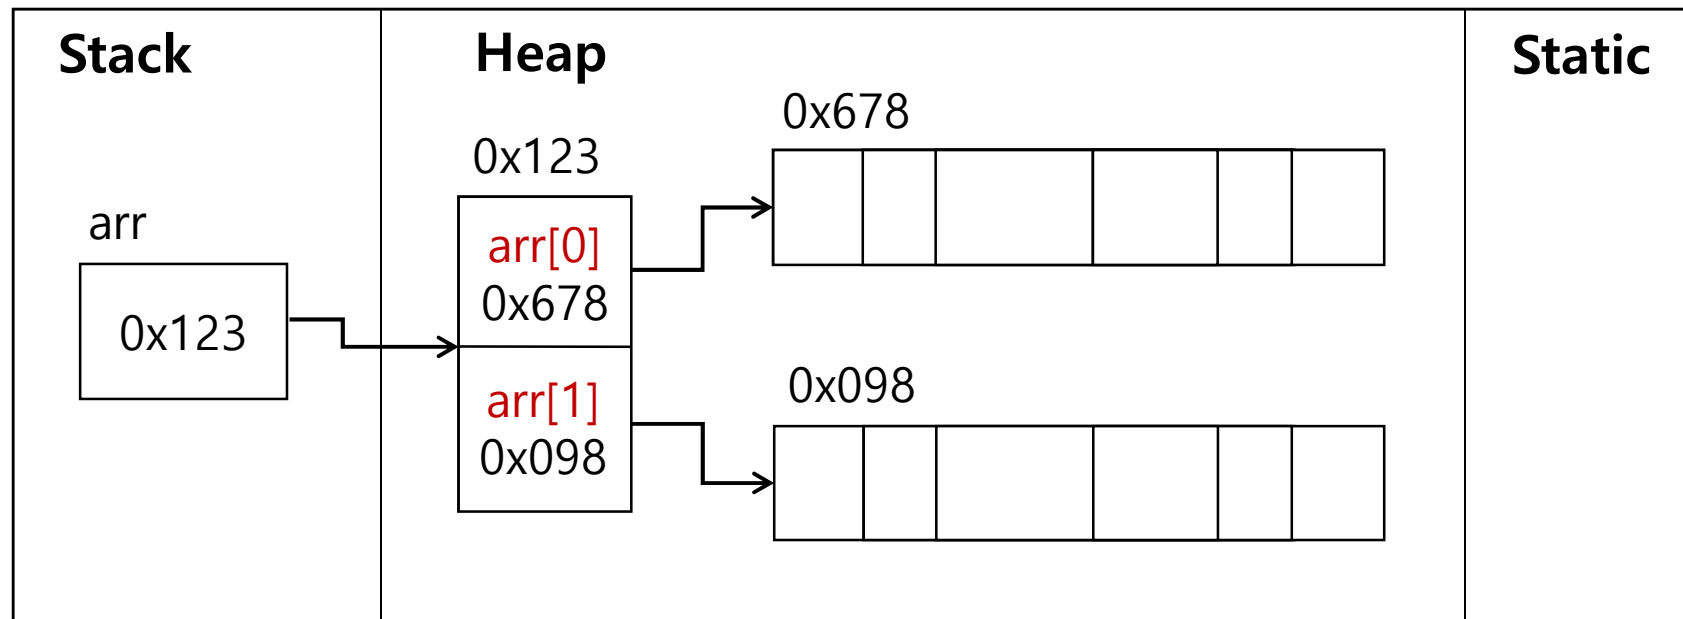 Stack
Heap
Static
0x678
0x123
arr
arr[0]
0x678
0x123
arr[1]
0x098
0x098